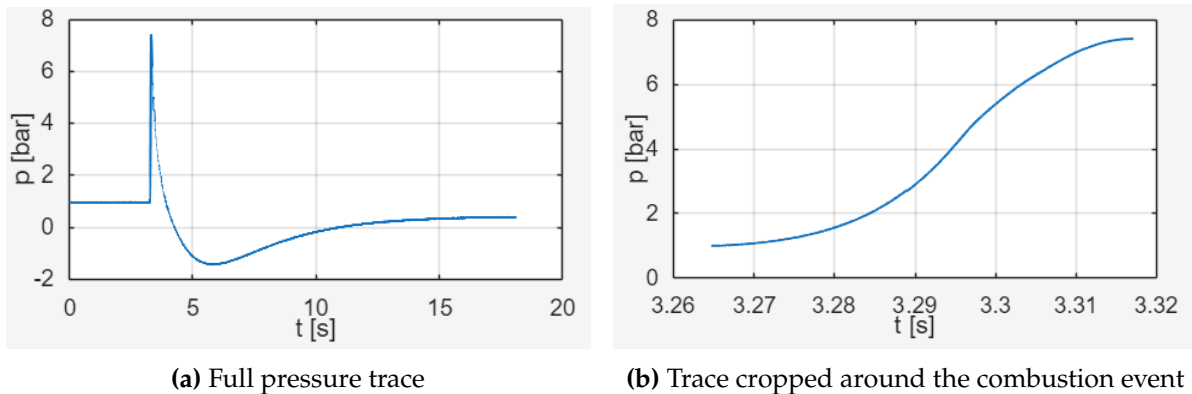 8
6
4
2
0
-2
p [bar]
0 5 10 15 20
t [s]
(a) Full pressure trace
8
6
4
2
0
p [bar]
3.26 3.27 3.28 3.29 3.3 3.31 3.32
t [s]
(b) Trace cropped around the combustion event